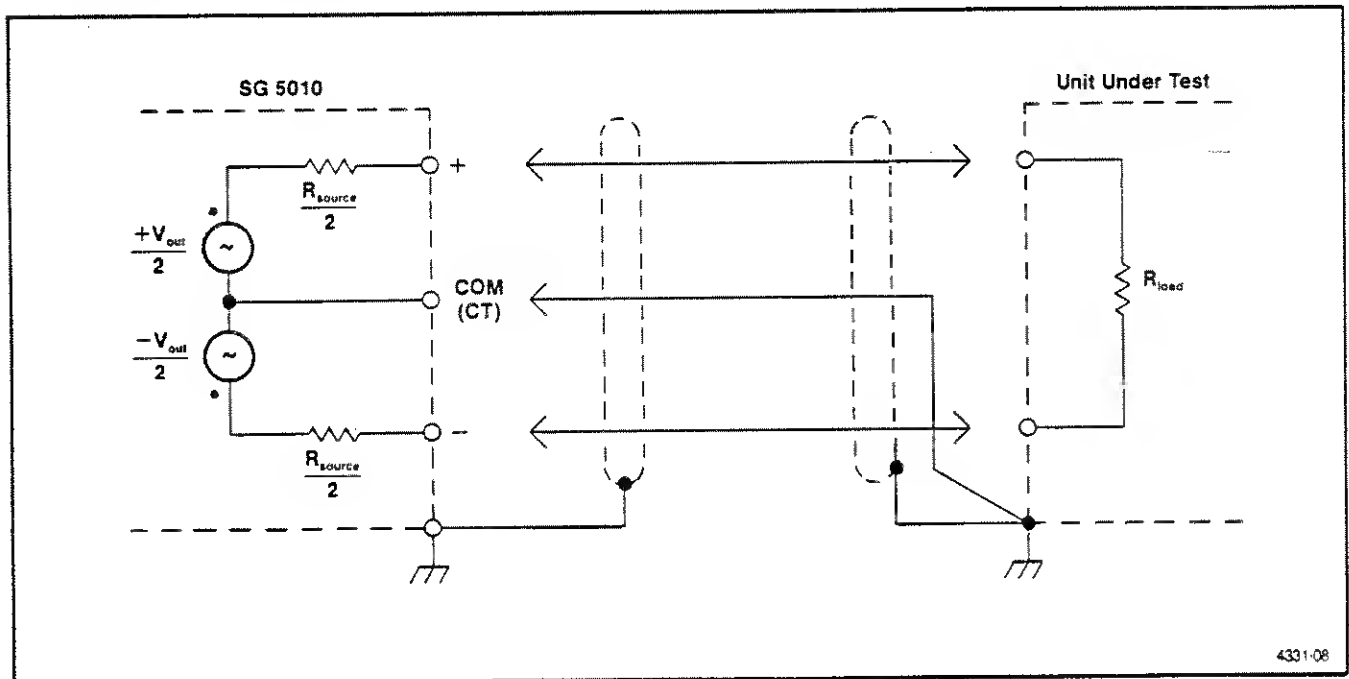 SG 5010
Unit Under Test
+
R_source
2
+V_out
2
~
COM
(CT)
R_load
-V_out
2
~
-
R_source
2
4331-08